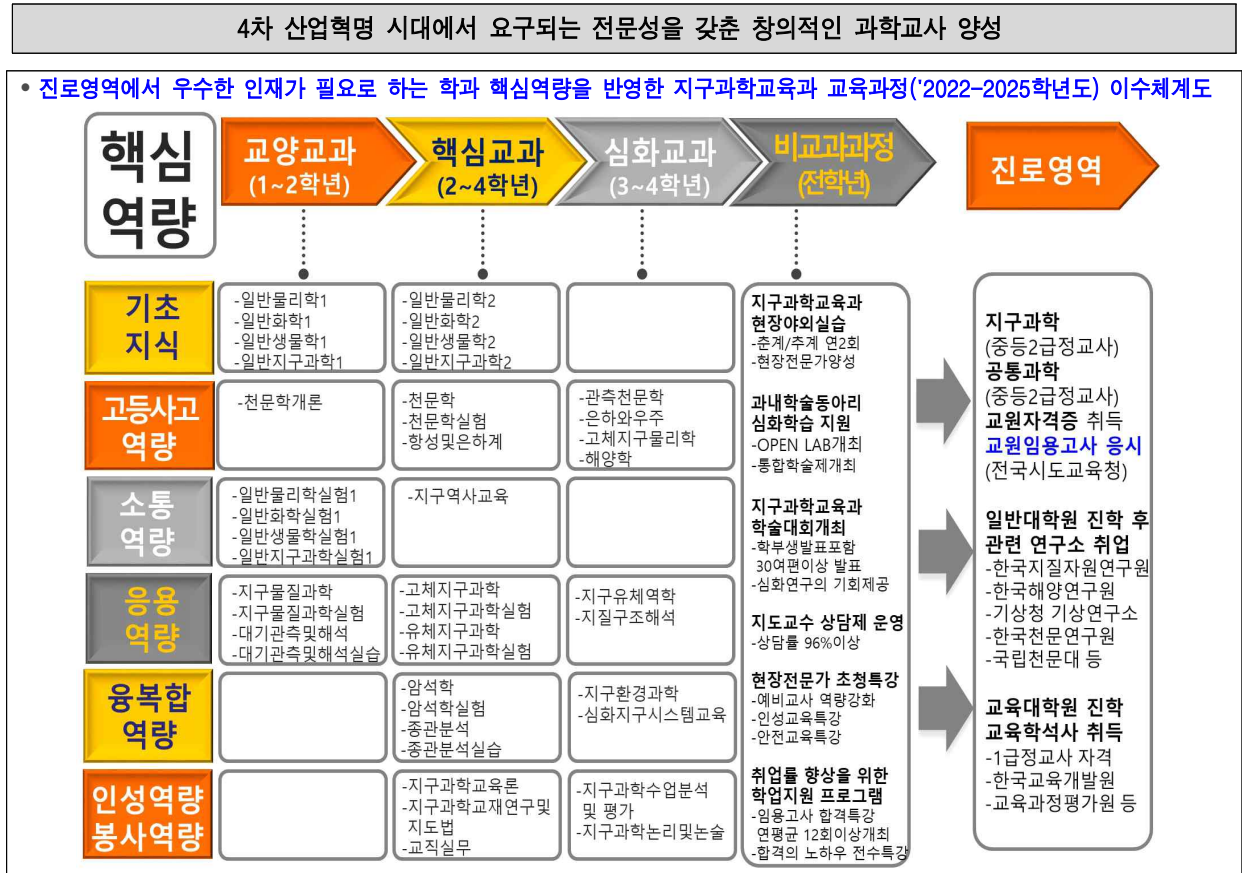 4차 산업혁명 시대에서 요구되는 전문성을 갖춘 창의적인 과학교사 양성
• 진로영역에서 우수한 인재가 필요로 하는 학과 핵심역량을 반영한 지구과학교육과 교육과정('2022-2025학년도) 이수체계도
핵심
역량
교양교과
(1~2학년)
핵심교과
(2~4학년)
심화교과
(3~4학년)
비교과과정
(전학년)
진로영역
기초
지식
-일반물리학1
-일반화학1
-일반생물학1
-일반지구과학1
-일반물리학2
-일반화학2
-일반생물학2
-일반지구과학2
고등사고
역량
-천문학개론
-천문학
-천문학실험
-항성및은하계
-관측천문학
-은하와우주
-고체지구물리학
-해양학
소통
역량
-일반물리학실험1
-일반화학실험1
-일반생물학실험1
-일반지구과학실험1
-지구역사교육
응용
역량
-지구물질과학
-지구물질과학실험
-대기관측및해석
-대기관측및해석실습
-고체지구과학
-고체지구과학실험
-유체지구과학
-유체지구과학실험
-지구유체역학
-지질구조해석
융복합
역량
-암석학
-암석학실험
-종관분석
-종관분석실습
-지구환경과학
-심화지구시스템교육
인성역량
봉사역량
-지구과학교육론
-지구과학교재연구및
지도법
-교직실무
-지구과학수업분석
및 평가
-지구과학논리및논술
지구과학교육과
현장야외실습
-춘계/추계 연2회
-현장전문가양성
과내학술동아리
심화학습 지원
-OPEN LAB개최
-통합학술제개최
지구과학교육과
학술대회개최
-학부생발표포함
30여편이상 발표
-심화연구의 기회제공
지도교수 상담제 운영
-상담률 96%이상
현장전문가 초청특강
-예비교사 역량강화
-인성교육특강
-안전교육특강
취업률 향상을 위한
학업지원 프로그램
-임용고사 합격특강
연평균 12회이상개최
-합격의 노하우 전수특강
지구과학
(중등2급정교사)
공통과학
(중등2급정교사)
교원자격증 취득
교원임용고사 응시
(전국시도교육청)
일반대학원 진학 후
관련 연구소 취업
-한국지질자원연구원
-한국해양연구원
-기상청 기상연구소
-한국천문연구원
-국립천문대 등
교육대학원 진학
교육학석사 취득
-1급정교사 자격
-한국교육개발원
-교육과정평가원 등